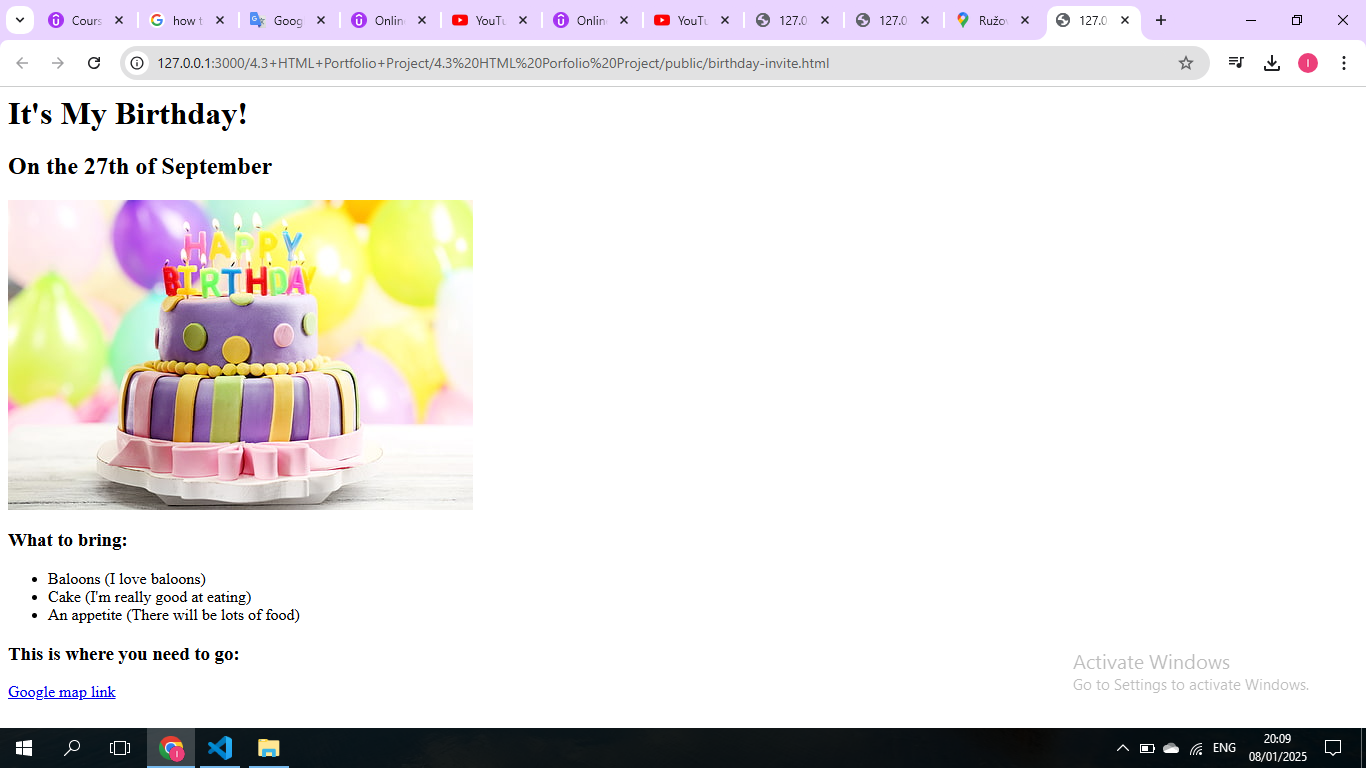 Cours
how t
Goog
Onlin
YouTu
Onlin
YouTu
127.0
127.0
Ružo
127.0
127.0.0.1:3000/4.3+HTML+Portfolio+Project/4.3%20HTML%20Porfolio%20Project/public/birthday-invite.html
I
It's My Birthday!
On the 27th of September
HAPPY
BIRTHDAY
What to bring:
• Baloons (I love baloons)
• Cake (I'm really good at eating)
• An appetite (There will be lots of food)
This is where you need to go:
Google map link
Activate Windows
Go to Settings to activate Windows.
I
ENG
20:09
08/01/2025